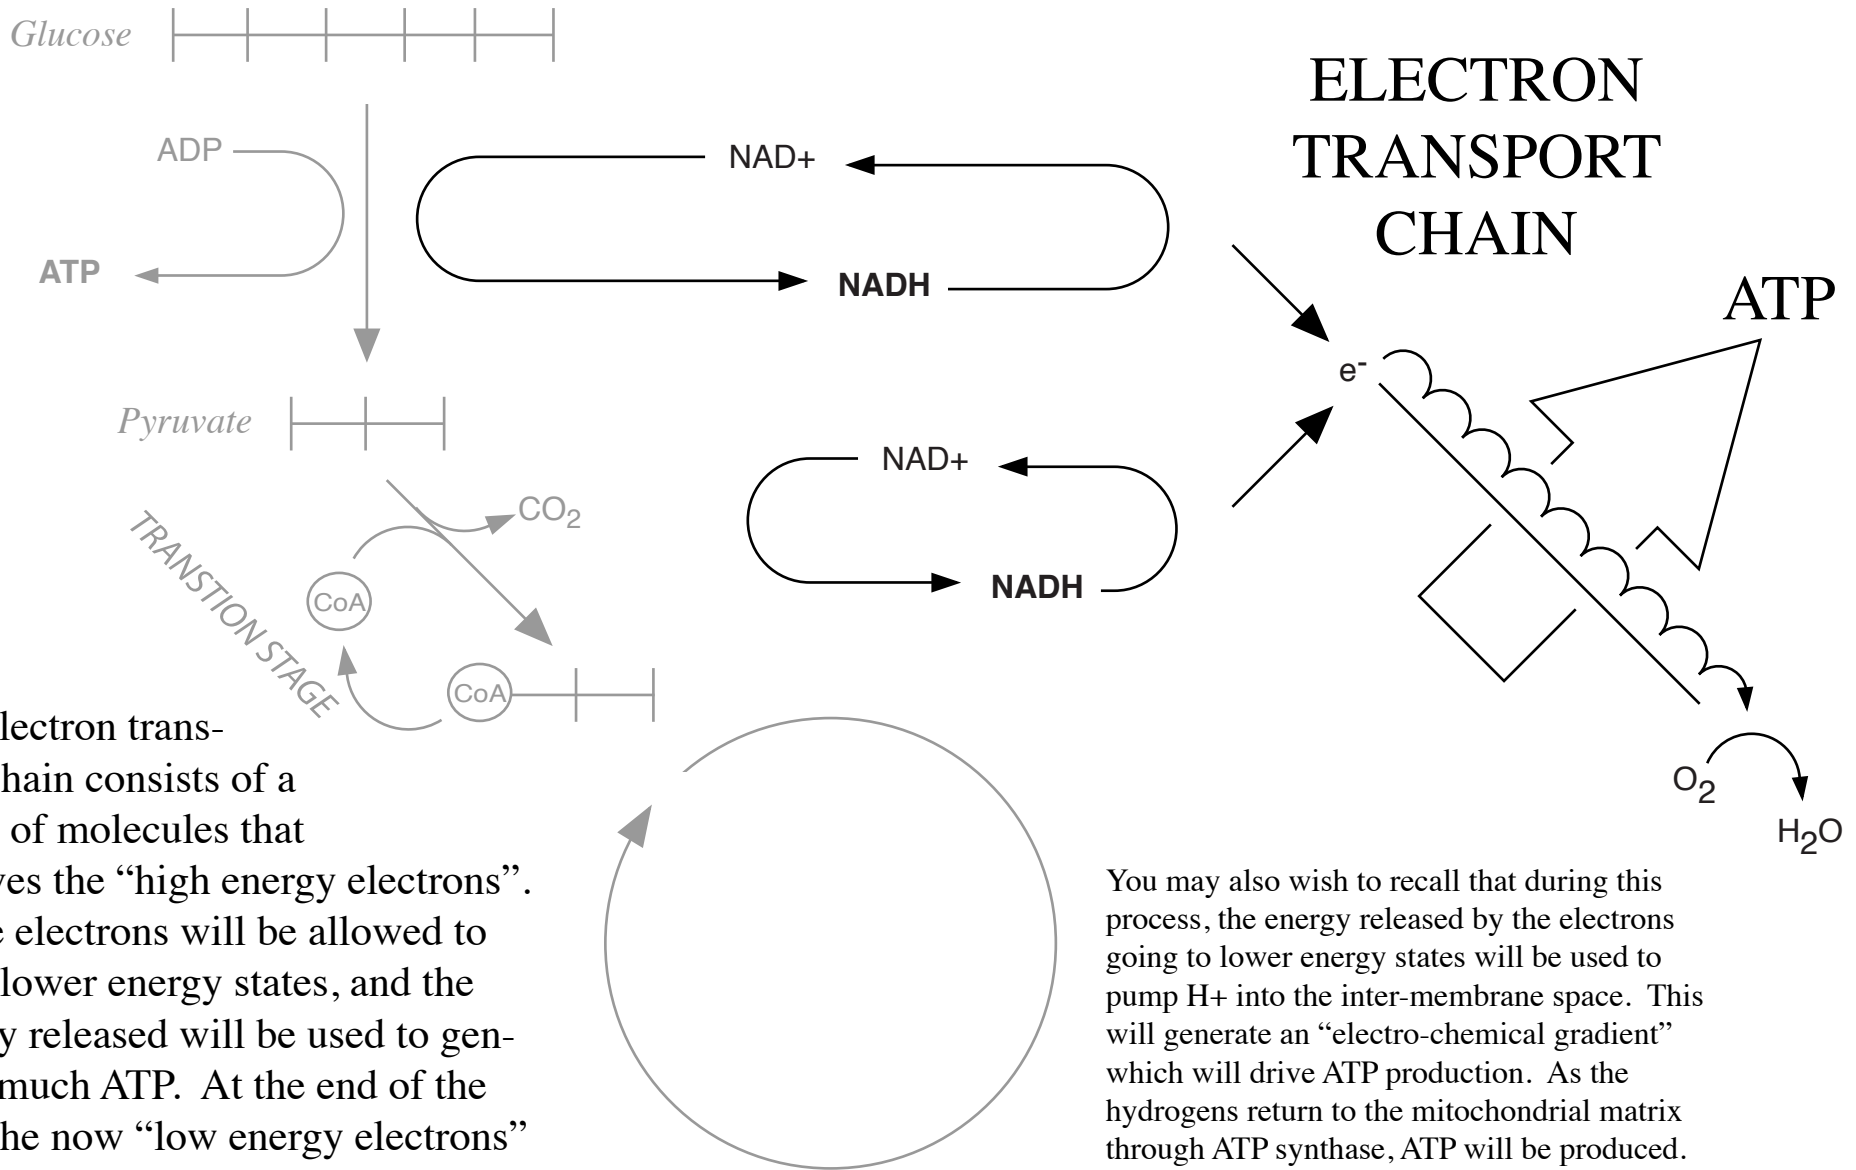 Glucose
ELECTRON
TRANSPORT
CHAIN
ADP
NAD+
ATP
NADH
ATP
e-
Pyruvate
NAD+
CO2
TRANSTION STAGE
CoA
NADH
CoA
lectron trans-
hain consists of a
of molecules that
ves the “high energy electrons”.
e electrons will be allowed to
lower energy states, and the
y released will be used to gen-
much ATP. At the end of the
he now “low energy electrons”
O2
H2O
You may also wish to recall that during this
process, the energy released by the electrons
going to lower energy states will be used to
pump H+ into the inter-membrane space. This
will generate an “electro-chemical gradient”
which will drive ATP production. As the
hydrogens return to the mitochondrial matrix
through ATP synthase, ATP will be produced.